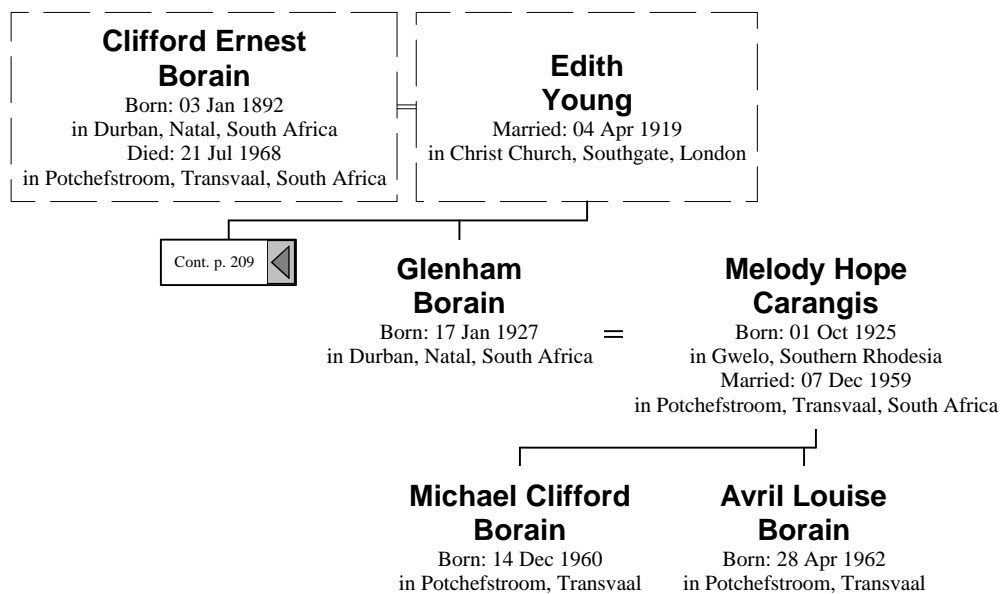 Clifford Ernest
Borain
Born: 03 Jan 1892
in Durban, Natal, South Africa
Died: 21 Jul 1968
in Potchefstroom, Transvaal, South Africa
Edith
Young
Married: 04 Apr 1919
in Christ Church, Southgate, London
Cont. p. 209
Glenham
Borain
Born: 17 Jan 1927
in Durban, Natal, South Africa
=
Melody Hope
Carangis
Born: 01 Oct 1925
in Gwelo, Southern Rhodesia
Married: 07 Dec 1959
in Potchefstroom, Transvaal, South Africa
Michael Clifford
Borain
Born: 14 Dec 1960
in Potchefstroom, Transvaal
Avril Louise
Borain
Born: 28 Apr 1962
in Potchefstroom, Transvaal